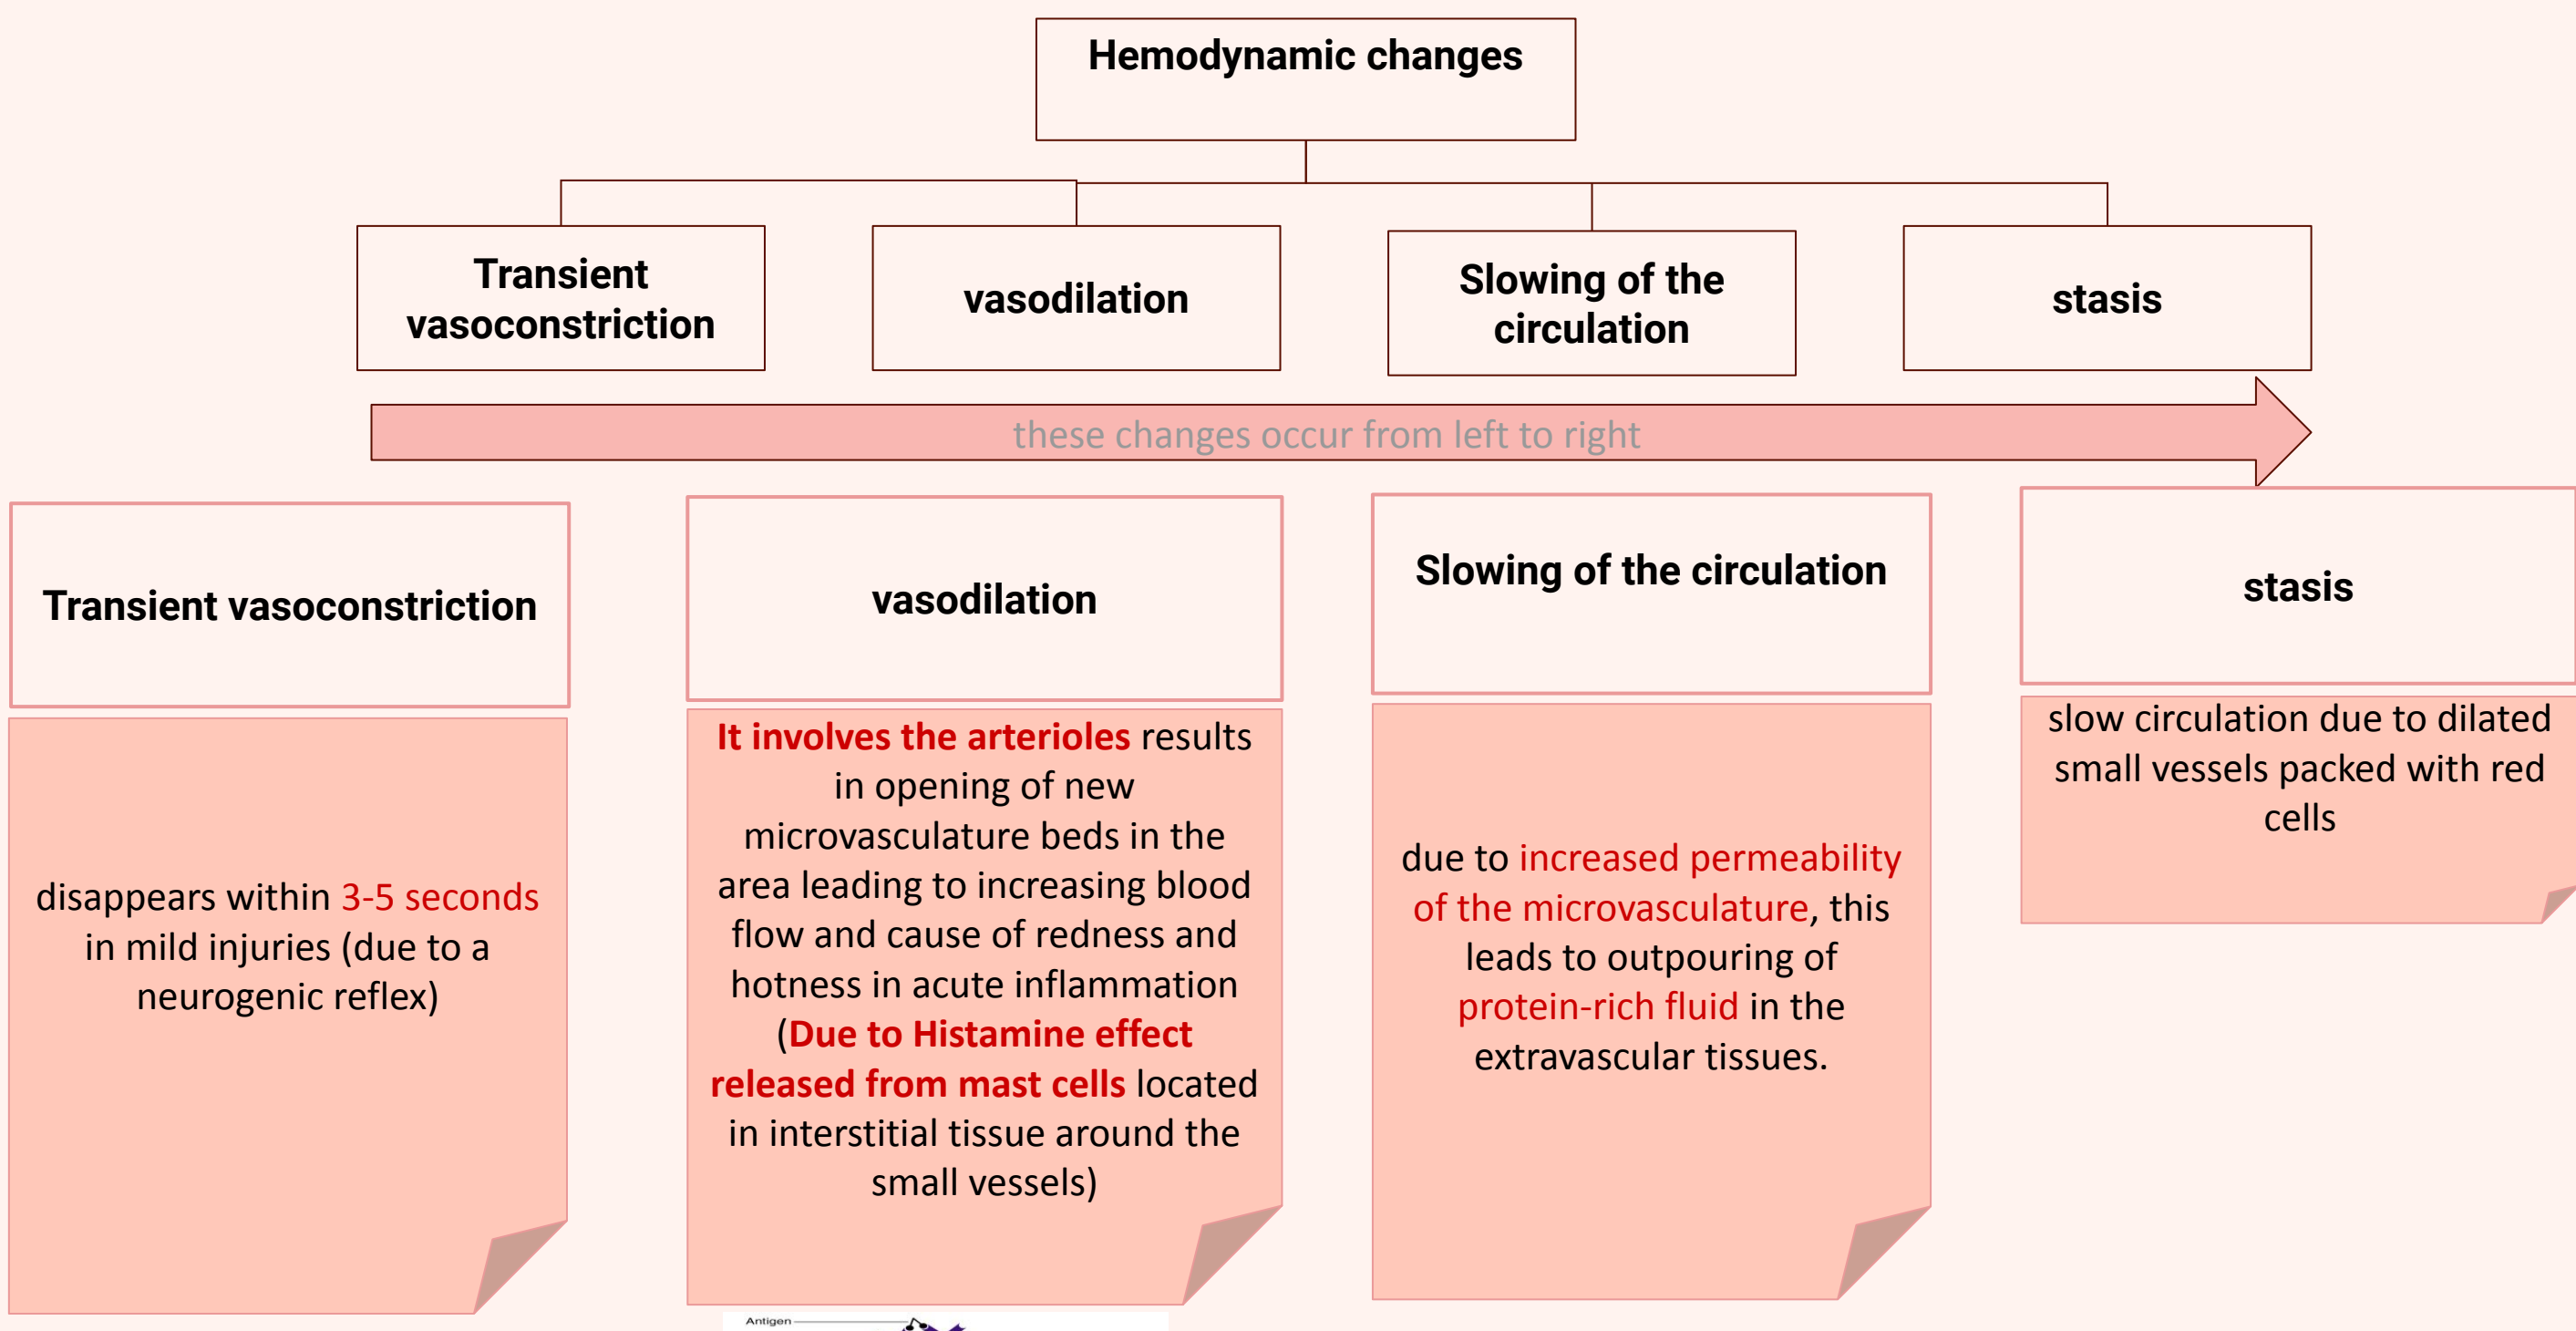 Hemodynamic changes
Transient
vasoconstriction
vasodilation
Slowing of the
circulation
stasis
these changes occur from left to right
Transient vasoconstriction
disappears within 3-5 seconds
in mild injuries (due to a
neurogenic reflex)
vasodilation
It involves the arterioles results
in opening of new
microvasculature beds in the
area leading to increasing blood
flow and cause of redness and
hotness in acute inflammation
(Due to Histamine effect
released from mast cells located
in interstitial tissue around the
small vessels)
Slowing of the circulation
due to increased permeability
of the microvasculature, this
leads to outpouring of
protein-rich fluid in the
extravascular tissues.
stasis
slow circulation due to dilated
small vessels packed with red
cells
Antigen